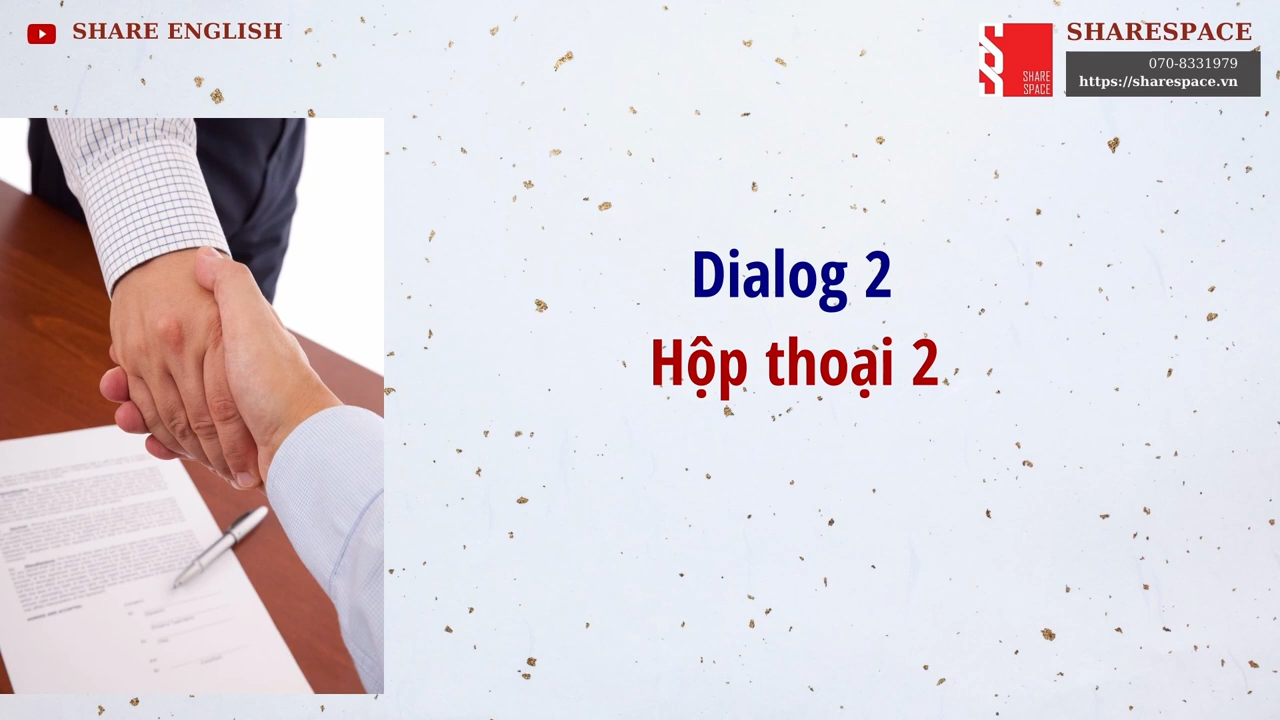 SHARE ENGLISH
SHARESPACE
070-8331979
https://sharespace.vn
SHARE
SPACE
Dialog 2
Hộp thoại 2